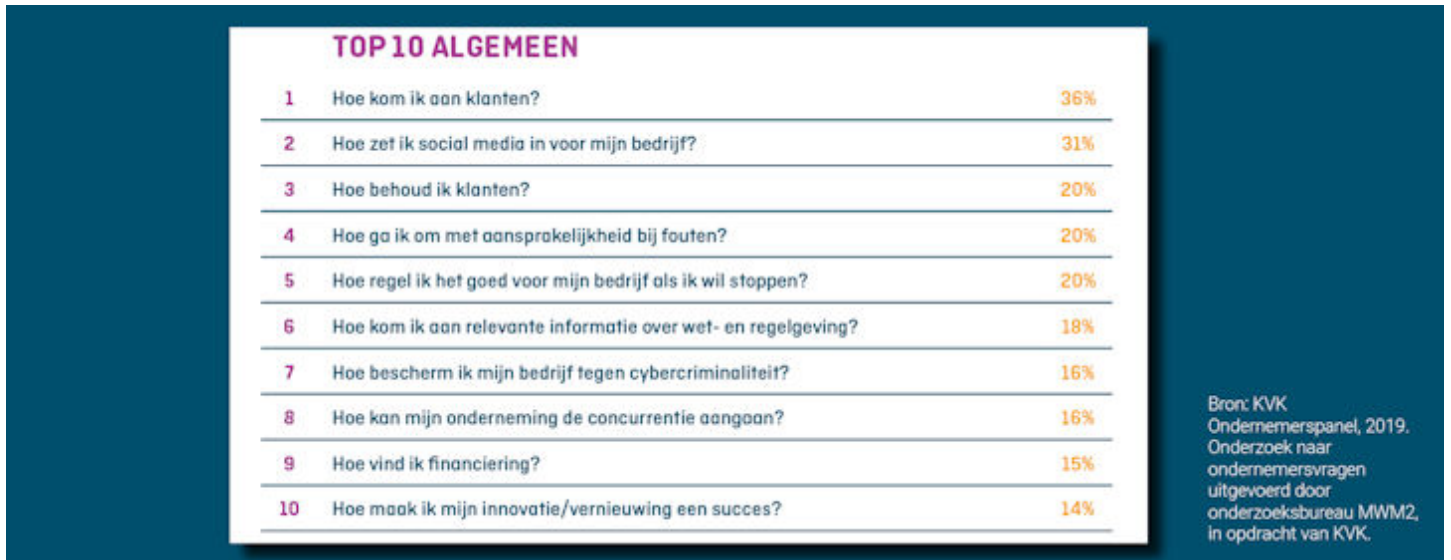 TOP 10 ALGEMEEN
1 Hoe kom ik aan klanten? 36%
2 Hoe zet ik social media in voor mijn bedrijf? 31%
3 Hoe behoud ik klanten? 20%
4 Hoe ga ik om met aansprakelijkheid bij fouten? 20%
5 Hoe regel ik het goed voor mijn bedrijf als ik wil stoppen? 20%
6 Hoe kom ik aan relevante informatie over wet- en regelgeving? 18%
7 Hoe bescherm ik mijn bedrijf tegen cybercriminaliteit? 16%
8 Hoe kan mijn onderneming de concurrentie aangaan? 16%
9 Hoe vind ik financiering? 15%
10 Hoe maak ik mijn innovatie/vernieuwing een succes? 14%
Bron: KVK
Ondernemerspanel, 2019.
Onderzoek naar
ondernemersvragen
uitgevoerd door
onderzoeksbureau MWM2,
in opdracht van KVK.